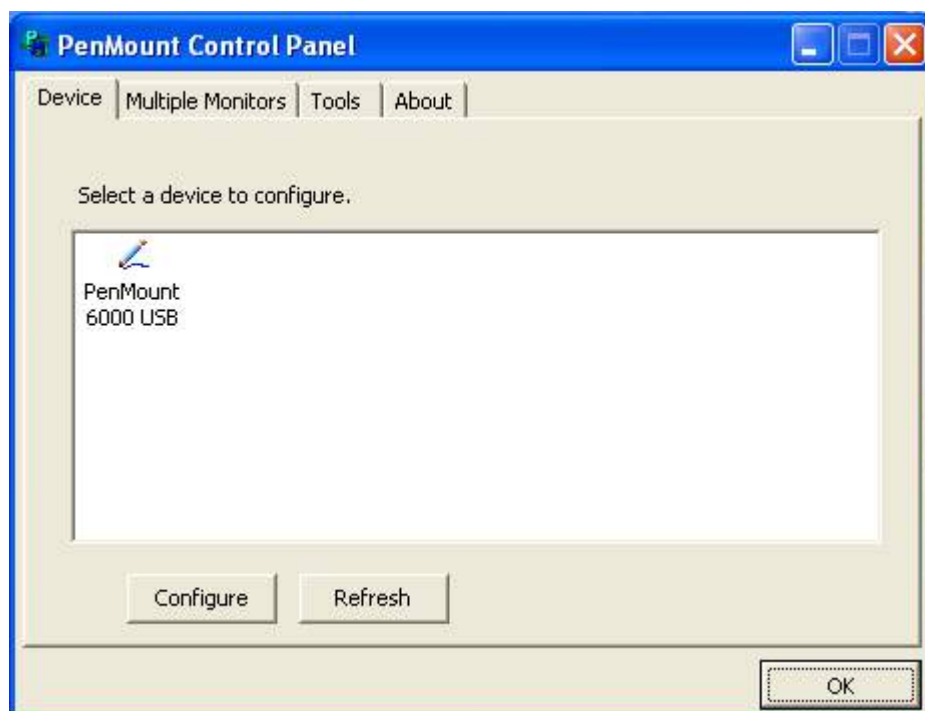 PenMount Control Panel
Device Multiple Monitors Tools About
Select a device to configure.
PenMount
6000 USB
Configure Refresh
OK